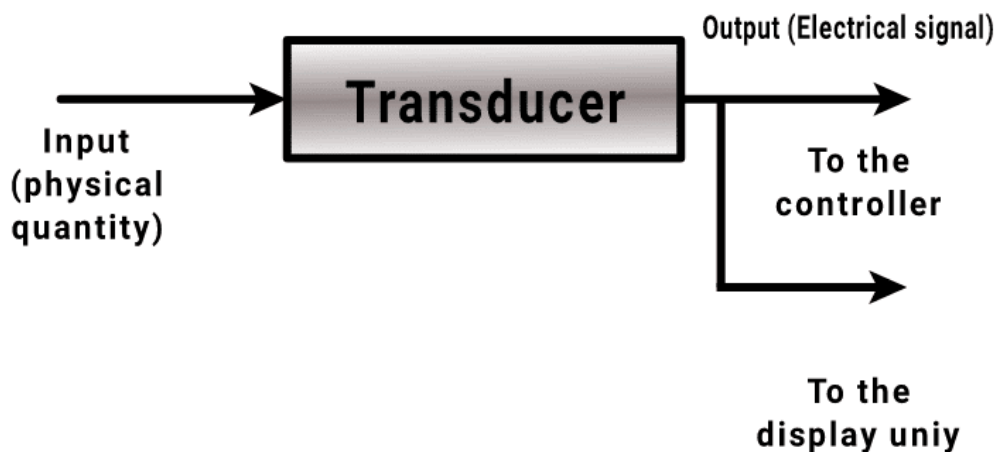 Output (Electrical signal)
Transducer
Input
(physical
quantity)
To the
controller
To the
display uniy